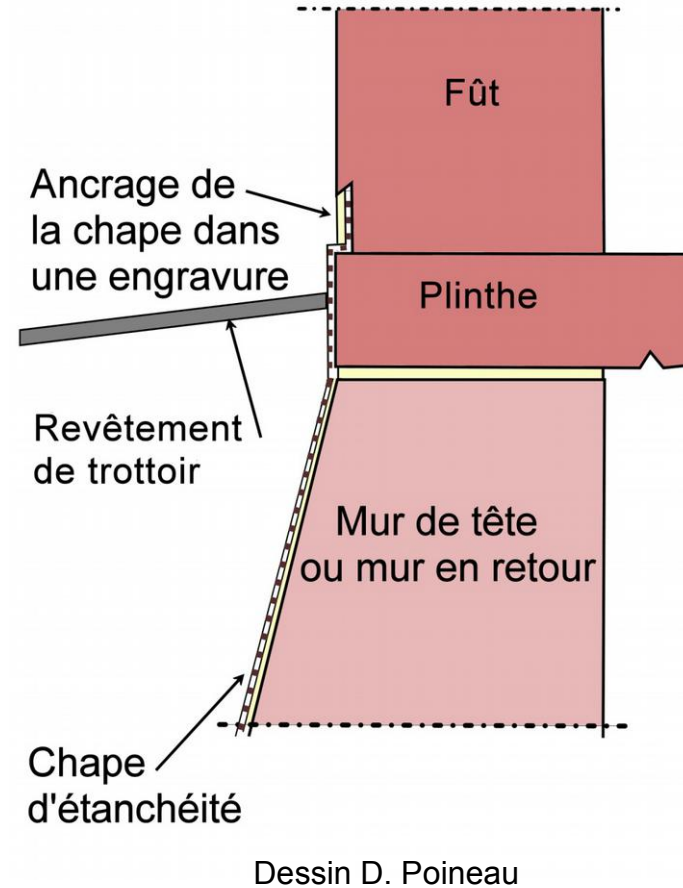 Fût
Ancrage de
la chape dans
une engravure
Plinthe
Revêtement
de trottoir
Mur de tête
ou mur en retour
Chape
d'étanchéité
Dessin D. Poineau